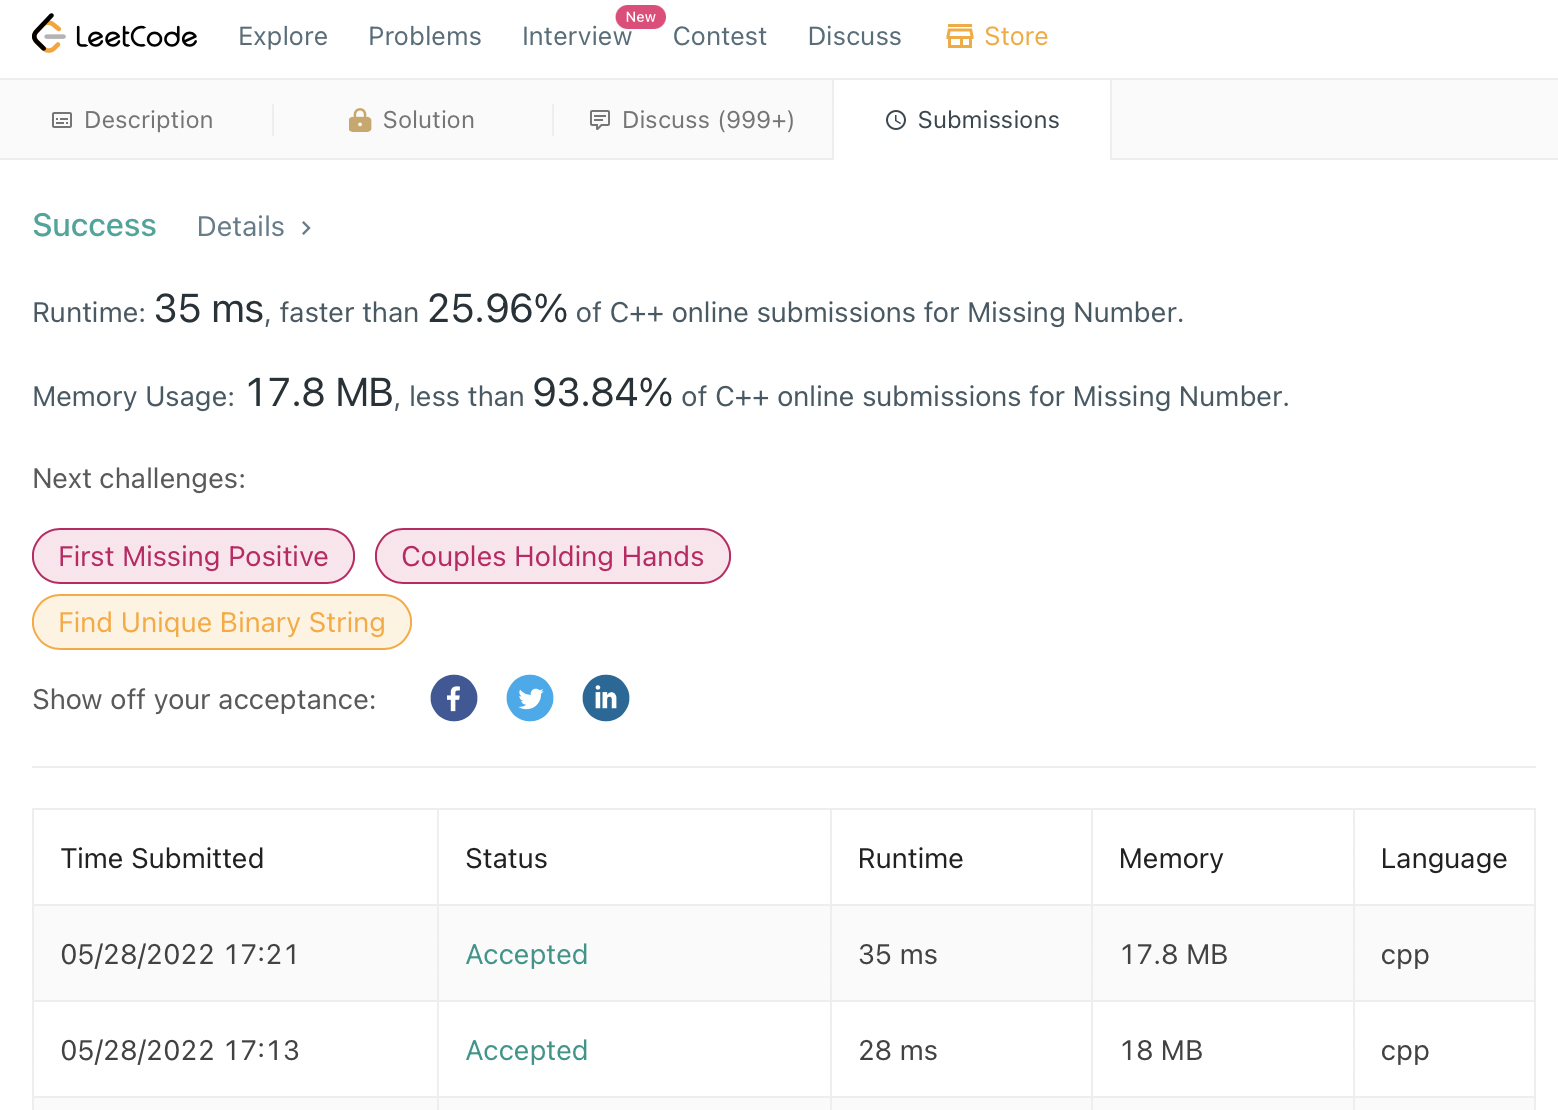 LeetCode Explore Problems Interview New Contest Discuss Store
Description Solution Discuss (999+) Submissions
Success Details >
Runtime: 35 ms, faster than 25.96% of C++ online submissions for Missing Number.
Memory Usage: 17.8 MB, less than 93.84% of C++ online submissions for Missing Number.
Next challenges:
First Missing Positive Couples Holding Hands
Find Unique Binary String
Show off your acceptance:
Time Submitted Status Runtime Memory Language
05/28/2022 17:21 Accepted 35 ms 17.8 MB cpp
05/28/2022 17:13 Accepted 28 ms 18 MB cpp